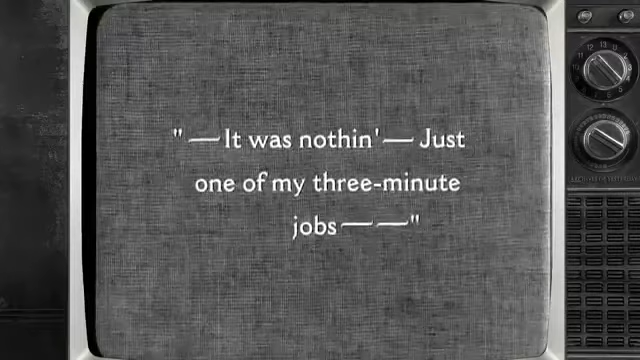 "—It was nothin'— Just
one of my three-minute
jobs— —"